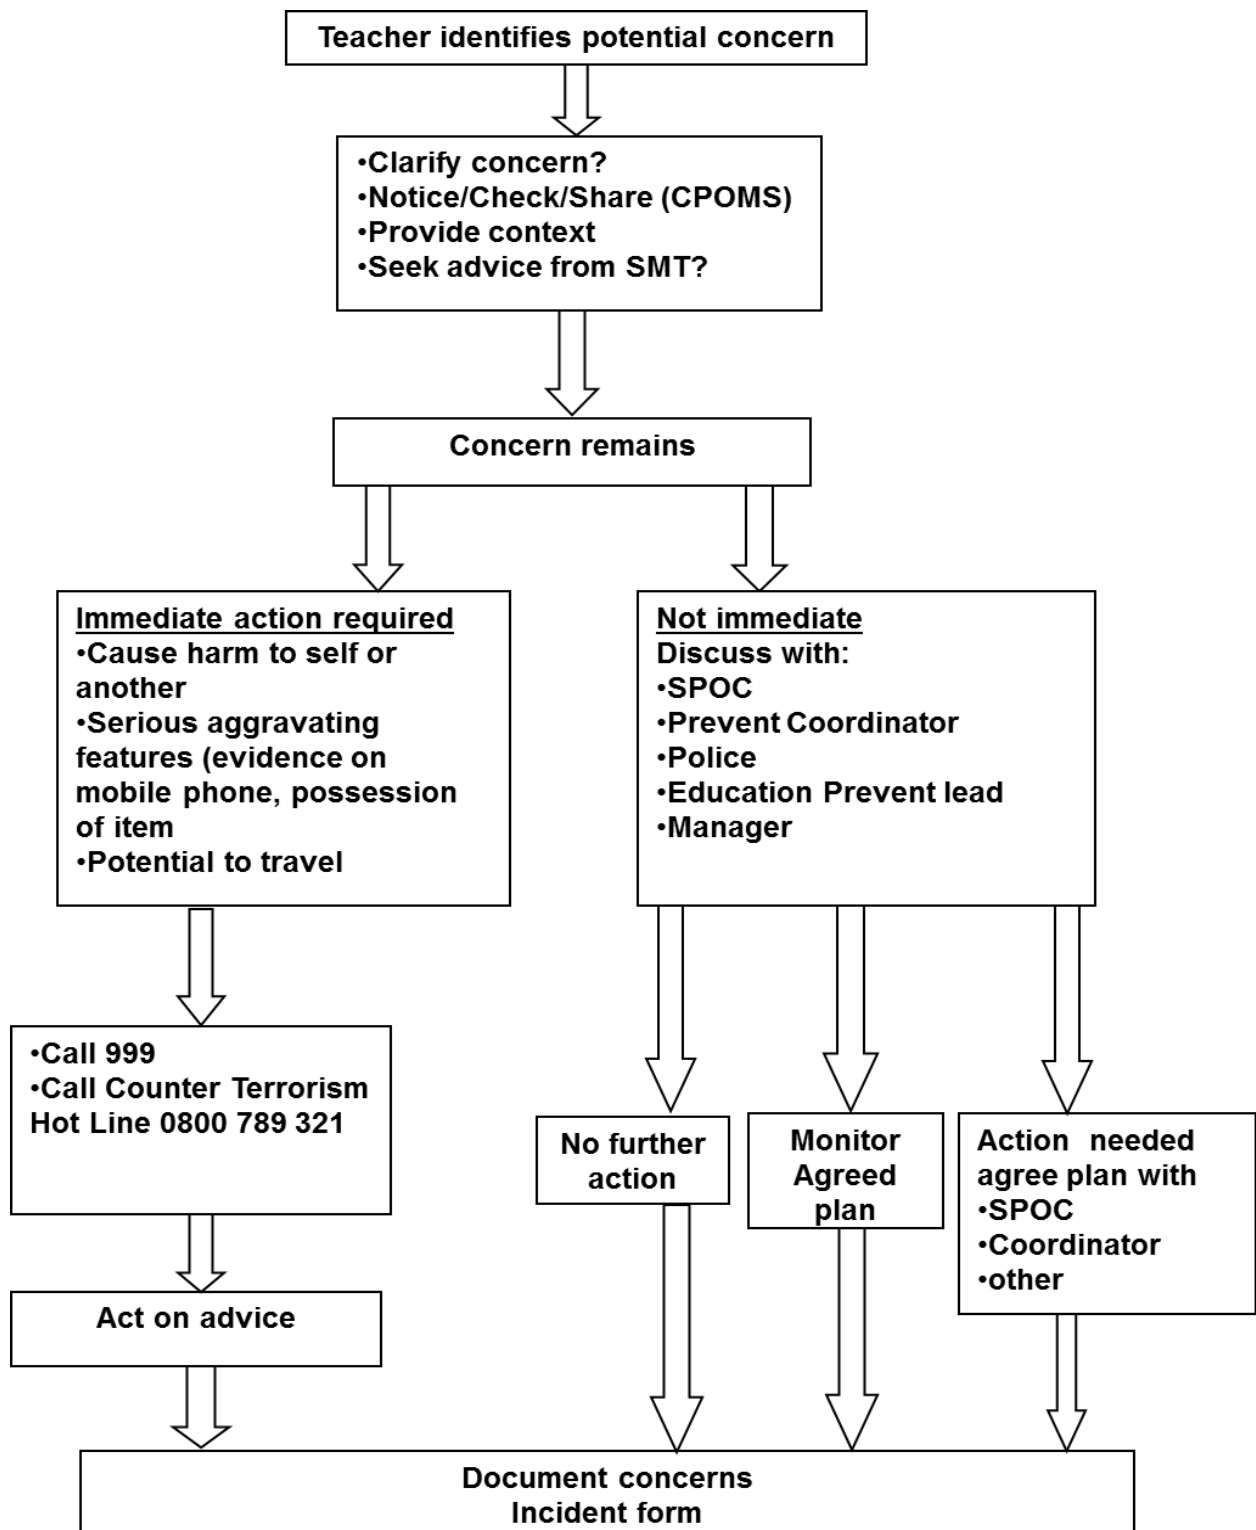 Teacher identifies potential concern
•Clarify concern?
•Notice/Check/Share (CPOMS)
•Provide context
•Seek advice from SMT?
Concern remains
Immediate action required
•Cause harm to self or
another
•Serious aggravating
features (evidence on
mobile phone, possession
of item
•Potential to travel
Not immediate
Discuss with:
•SPOC
•Prevent Coordinator
•Police
•Education Prevent lead
•Manager
•Call 999
•Call Counter Terrorism
Hot Line 0800 789 321
No further
action
Monitor
Agreed
plan
Action needed
agree plan with
•SPOC
•Coordinator
•other
Act on advice
Document concerns
Incident form